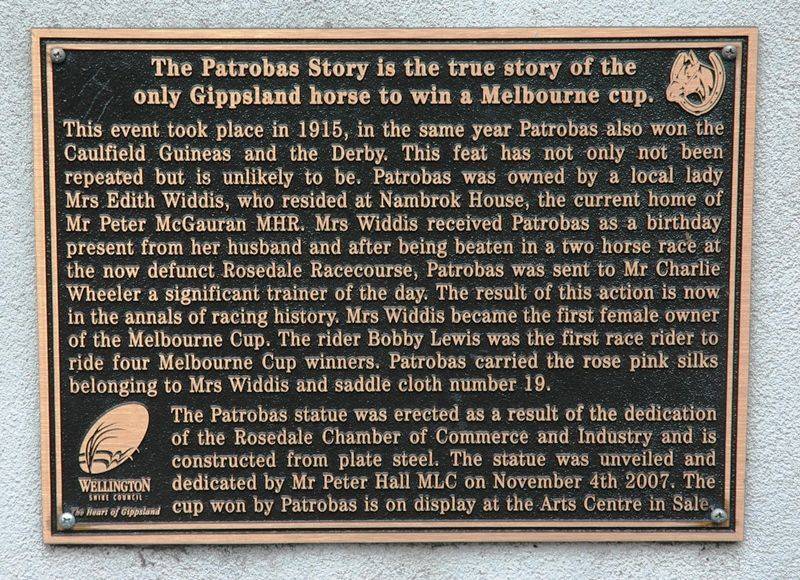 The Patrobas Story is the true story of the
only Gippsland horse to win a Melbourne cup.
This event took place in 1915, in the same year Patrobas also won the
Caulfield Guineas and the Derby. This feat has not only not been
repeated but is unlikely to be. Patrobas was owned by a local lady
Mrs Edith Widdis, who resided at Nambrok House, the current home of
Mr Peter McGauran MHR. Mrs Widdis received Patrobas as a birthday
present from her husband and after being beaten in a two horse race at
the now defunct Rosedale Racecourse, Patrobas was sent to Mr Charlie
Wheeler a significant trainer of the day. The result of this action is now
in the annals of racing history. Mrs Widdis became the first female owner
of the Melbourne Cup. The rider Bobby Lewis was the first race rider to
ride four Melbourne Cup winners. Patrobas carried the rose pink silks
belonging to Mrs Widdis and saddle cloth number 19.
The Patrobas statue was erected as a result of the dedication
of the Rosedale Chamber of Commerce and Industry and is
constructed from plate steel. The statue was unveiled and
dedicated by Mr Peter Hall MLC on November 4th 2007. The
cup won by Patrobas is on display at the Arts Centre in Sale.
WELLINGTON
SHIRE COUNCIL
The Heart of Gippsland